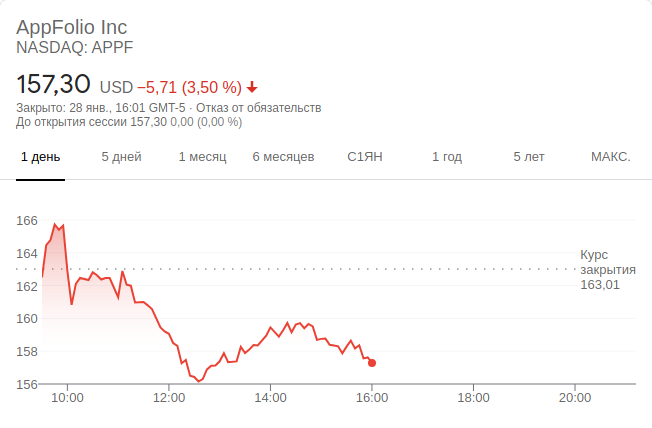 AppFolio Inc
NASDAQ: APPF
157,30 USD −5,71 (3,50 %)
Закрыто: 28 янв., 16:01 GMT-5 · Отказ от обязательств
До открытия сессии 157,30 0,00 (0,00 %)
1 день 5 дней 1 месяц 6 месяцев С1ЯН 1 год 5 лет МАКС.
166
164
162
160
158
156
Курс
закрытия
163,01
10:00 12:00 14:00 16:00 18:00 20:00